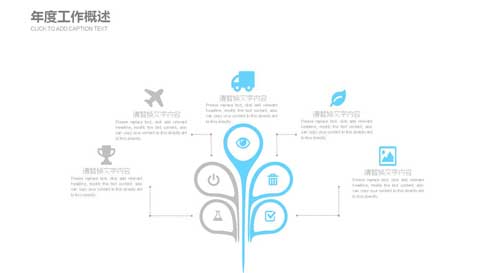 年度工作概述
CLICK TO ADD CAPTION TEXT
请替换文字内容
Please replace text, click add relevant
headline, modify the text content, also
can copy your content to this directly are
to this directly.
请替换文字内容
Please replace text, click add relevant
headline, modify the text content, also
can copy your content to this directly are
to this directly.
请替换文字内容
Please replace text, click add relevant
headline, modify the text content, also
can copy your content to this directly are
to this directly.
请替换文字内容
Please replace text, click add relevant
headline, modify the text content, also
can copy your content to this directly are
to this directly.
请替换文字内容
Please replace text, click add relevant
headline, modify the text content, also
can copy your content to this directly are
to this directly.